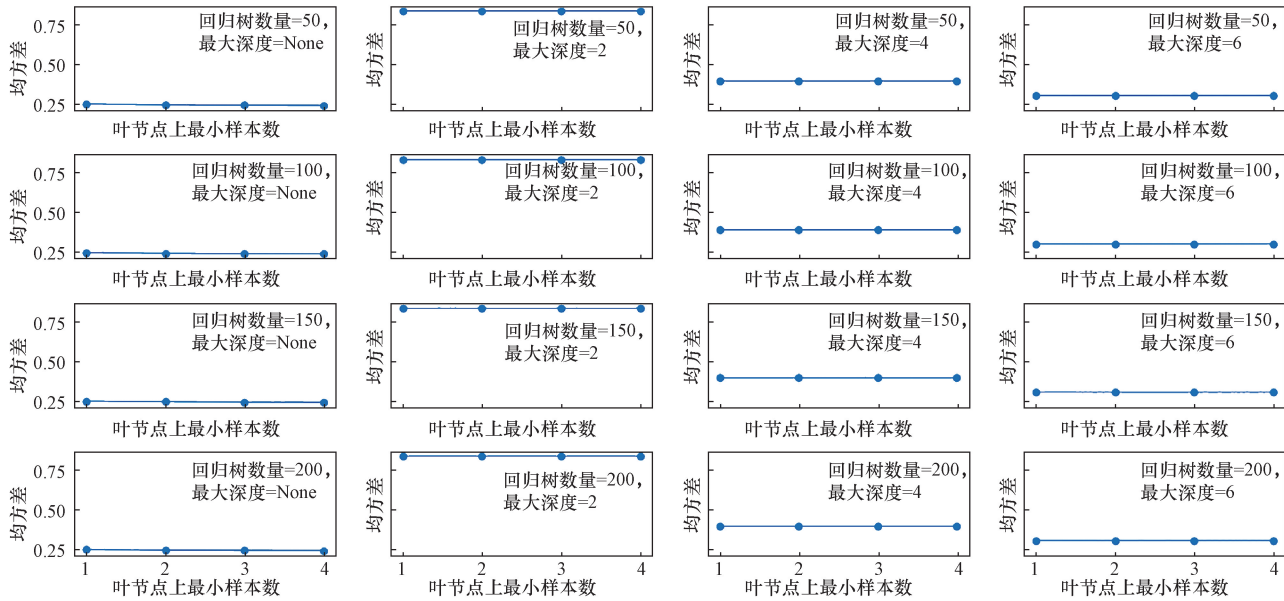 均方差
0.75
0.50
0.25
回归树数量=50,
最大深度=None
叶节点上最小样本数
均方差
回归树数量=50,
最大深度=2
叶节点上最小样本数
均方差
回归树数量=50,
最大深度=4
叶节点上最小样本数
均方差
回归树数量=50,
最大深度=6
叶节点上最小样本数
均方差
0.75
0.50
0.25
回归树数量=100,
最大深度=None
叶节点上最小样本数
均方差
回归树数量=100,
最大深度=2
叶节点上最小样本数
均方差
回归树数量=100,
最大深度=4
叶节点上最小样本数
均方差
回归树数量=100,
最大深度=6
叶节点上最小样本数
均方差
0.75
0.50
0.25
回归树数量=150,
最大深度=None
叶节点上最小样本数
均方差
回归树数量=150,
最大深度=2
叶节点上最小样本数
均方差
回归树数量=150,
最大深度=4
叶节点上最小样本数
均方差
回归树数量=150,
最大深度=6
叶节点上最小样本数
均方差
0.75
0.50
0.25
回归树数量=200,
最大深度=None
1 2 3 4
叶节点上最小样本数
均方差
回归树数量=200,
最大深度=2
1 2 3 4
叶节点上最小样本数
均方差
回归树数量=200,
最大深度=4
1 2 3 4
叶节点上最小样本数
均方差
回归树数量=200,
最大深度=6
1 2 3 4
叶节点上最小样本数